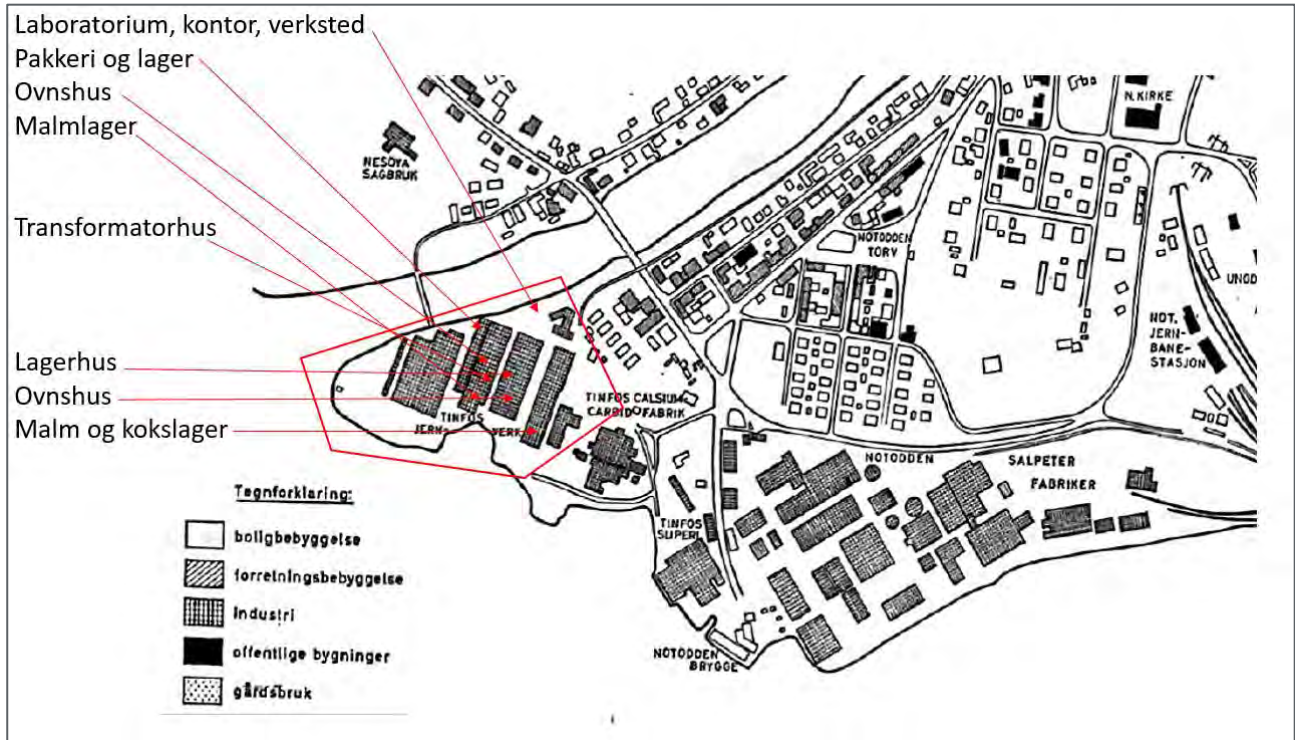 Laboratorium, kontor, verksted
Pakkeri og lager
Ovnshus
Malmlager
Transformatorhus
Lagerhus
Ovnshus
Malm og kokslager
NESØYA
SAGBRUK
N. KIRKE
NOTODDEN
TORV
NOT.
JERN-
BANE-
STASJON
TINFOS
JERN-
VERK
TINFOS CALSIUM-
CARBID FABRIK
NOTODDEN
SALPETER
FABRIKER
TINFOS
NOTODDEN
BRYGGE
Tegnforklaring:
boligbebyggelse
forretningsbebyggelse
Industri
offentlige bygninger
gårdsbruk